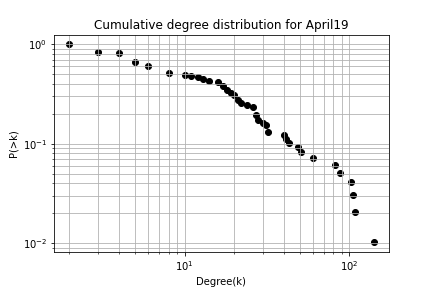 Cumulative degree distribution for April19
10⁰
10⁻¹
10⁻²
P(>k)
10¹
10²
Degree(k)